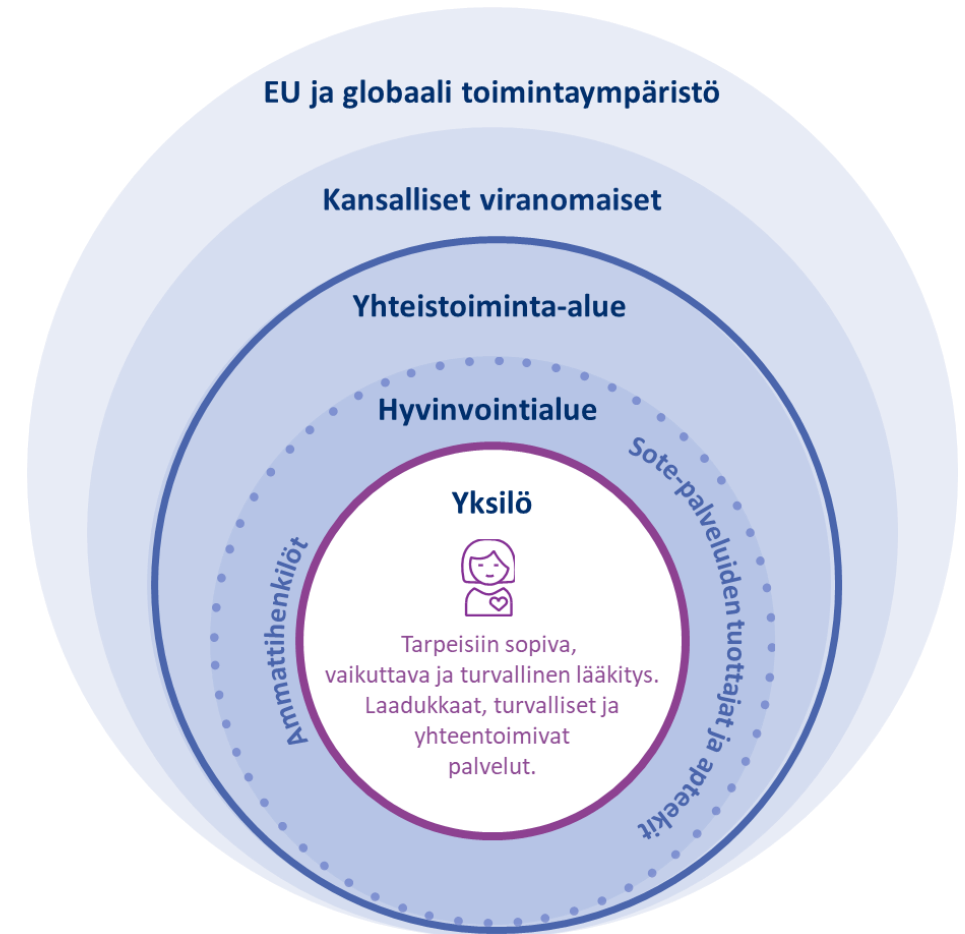 EU ja globaali toimintaympäristö
Kansalliset viranomaiset
Yhteistoiminta-alue
Hyvinvointialue
Ammattihenkilöt
Sote-palveluiden tuottajat ja apteekit
Yksilö
Tarpeisiin sopiva,
vaikuttava ja turvallinen lääkitys.
Laadukkaat, turvalliset ja
yhteentoimivat
palvelut.